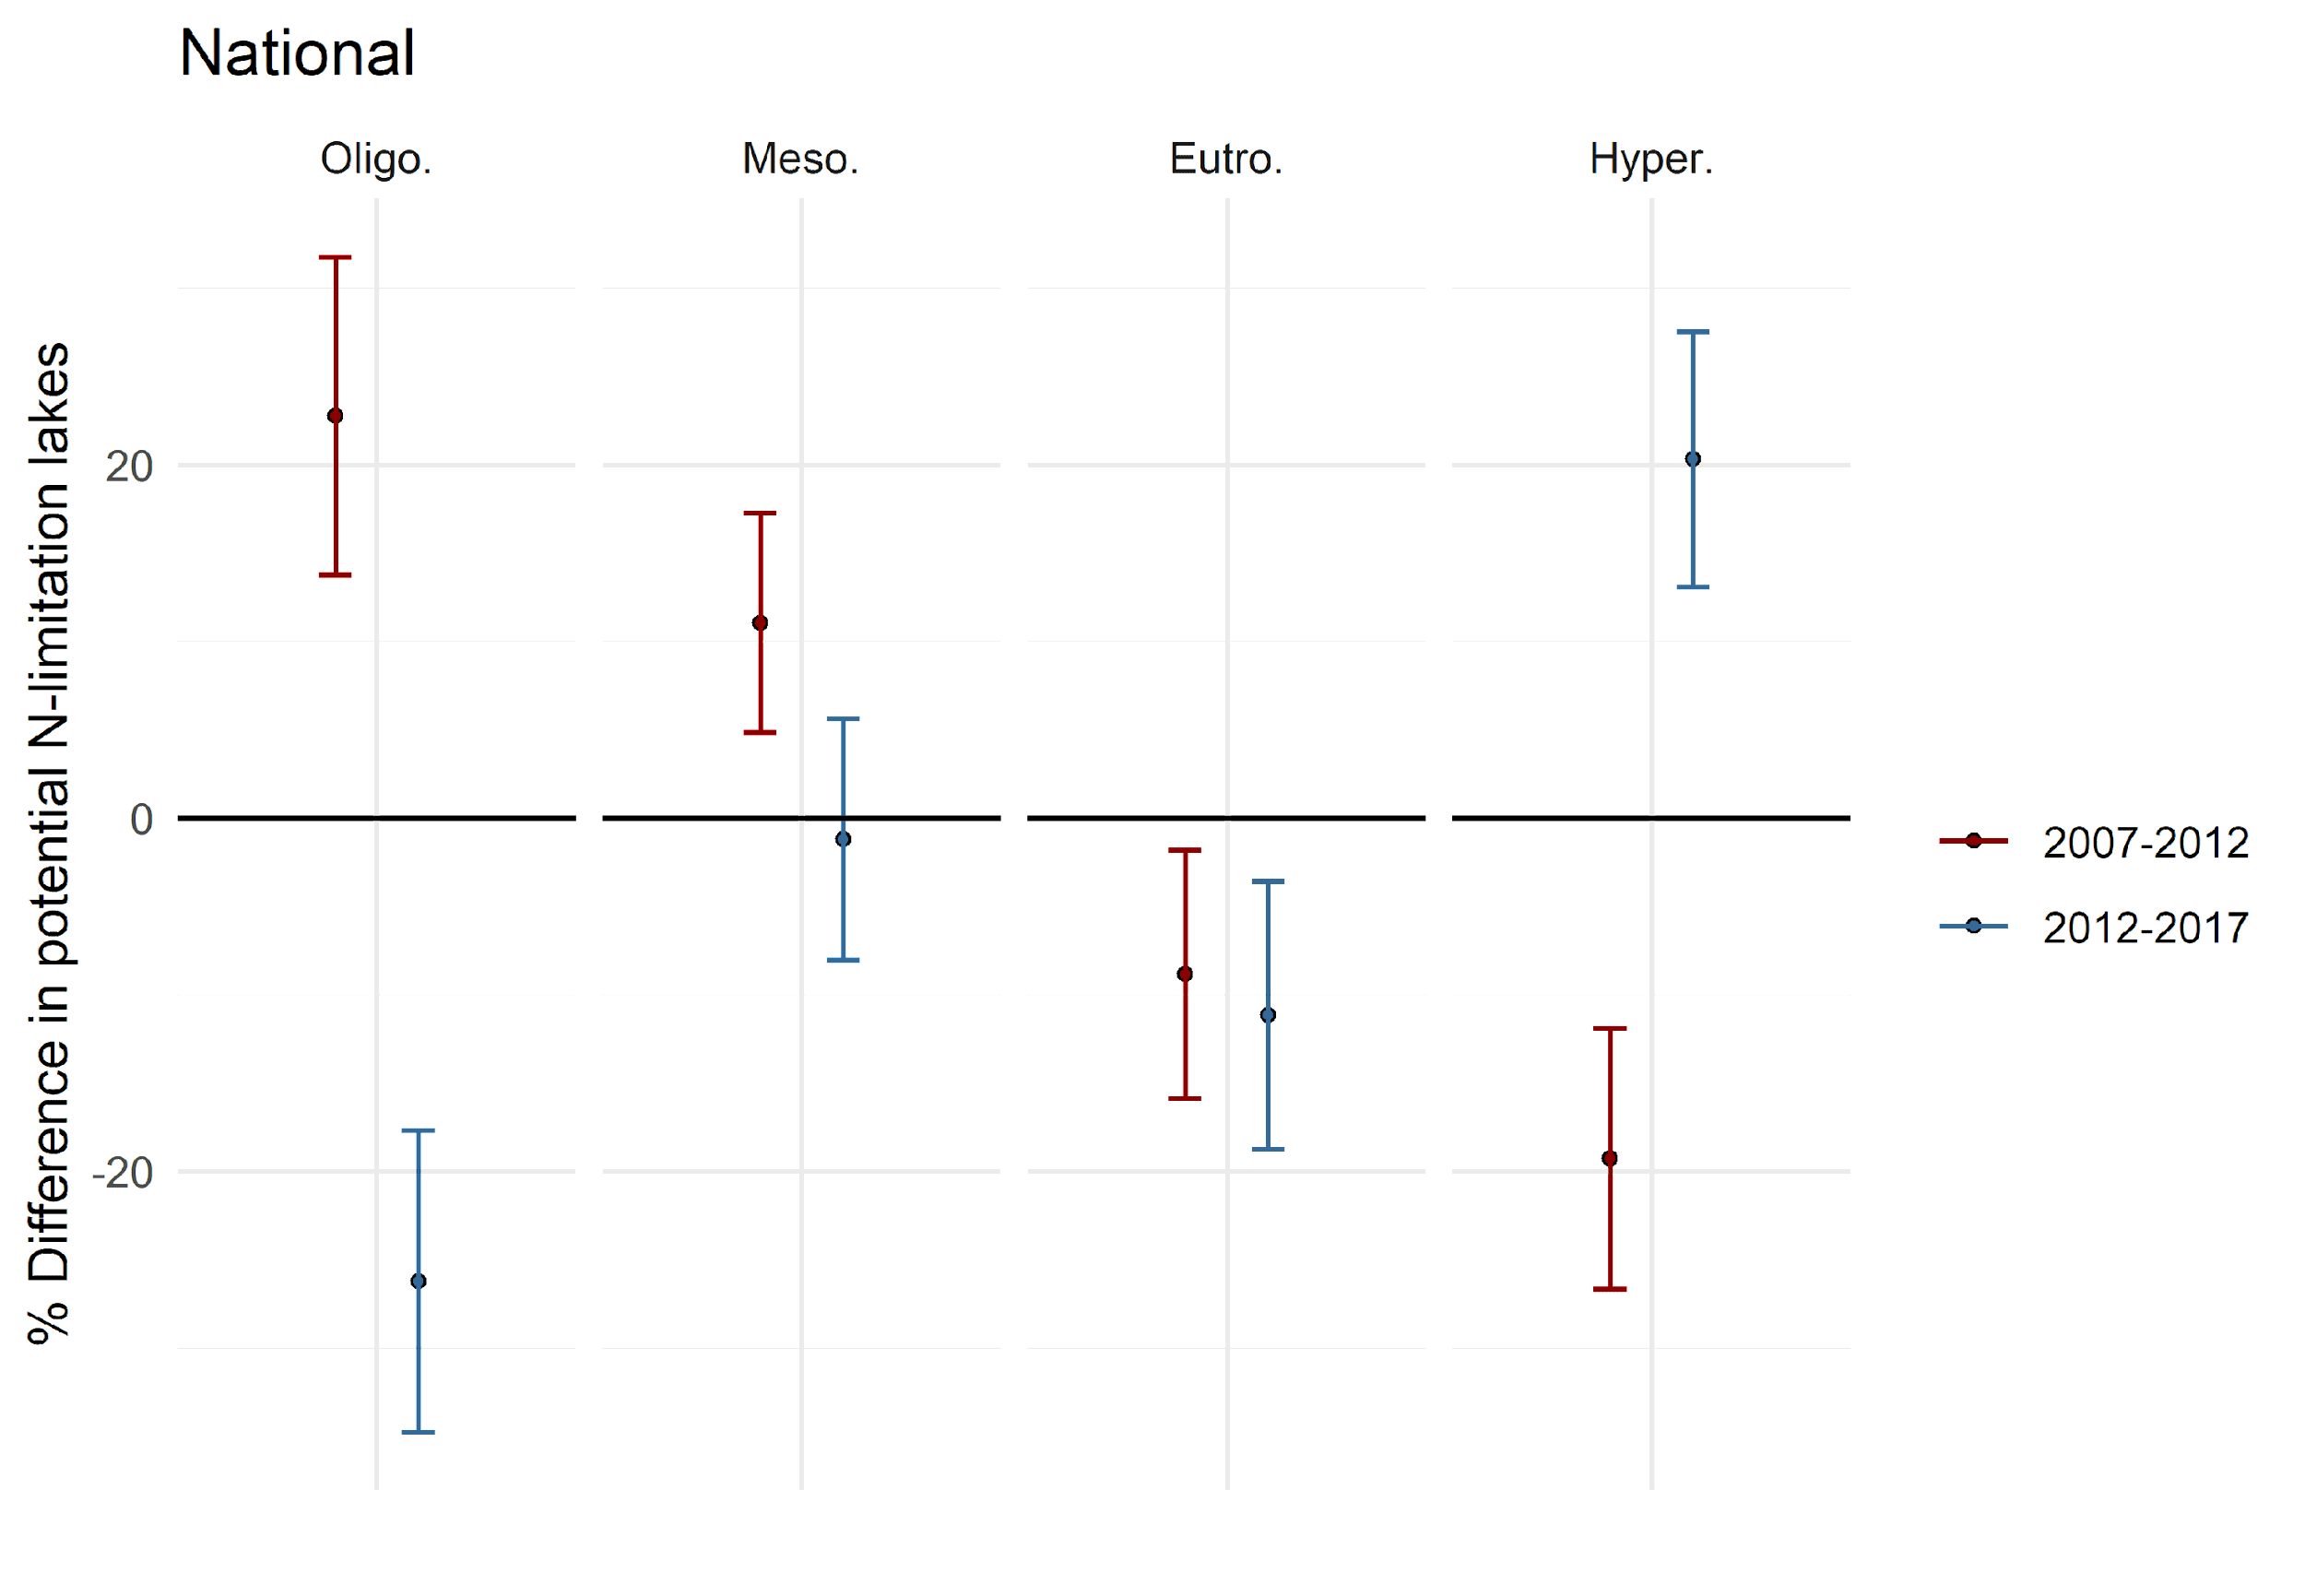 National
Oligo.
Meso.
Eutro.
Hyper.
% Difference in potential N-limitation lakes
20
0
-20
2007-2012
2012-2017